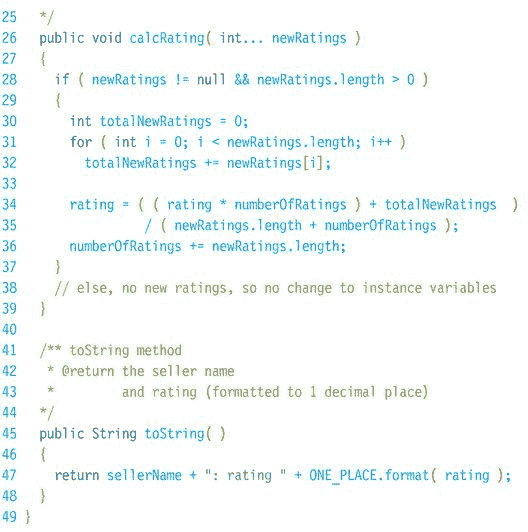 25   */
26   public void calcRating( int... newRatings )
27   {
28     if ( newRatings != null && newRatings.length > 0 )
29     {
30       int totalNewRatings = 0;
31       for ( int i = 0; i < newRatings.length; i++ )
32         totalNewRatings += newRatings[i];
33
34       rating = ( ( rating * numberOfRatings ) + totalNewRatings  )
35                 / ( newRatings.length + numberOfRatings );
36       numberOfRatings += newRatings.length;
37     }
38     // else, no new ratings, so no change to instance variables
39   }
40
41   /** toString method
42    * @return the seller name
43    *         and rating (formatted to 1 decimal place)
44   */
45   public String toString( )
46   {
47     return sellerName + ": rating " + ONE_PLACE.format( rating );
48   }
49 }